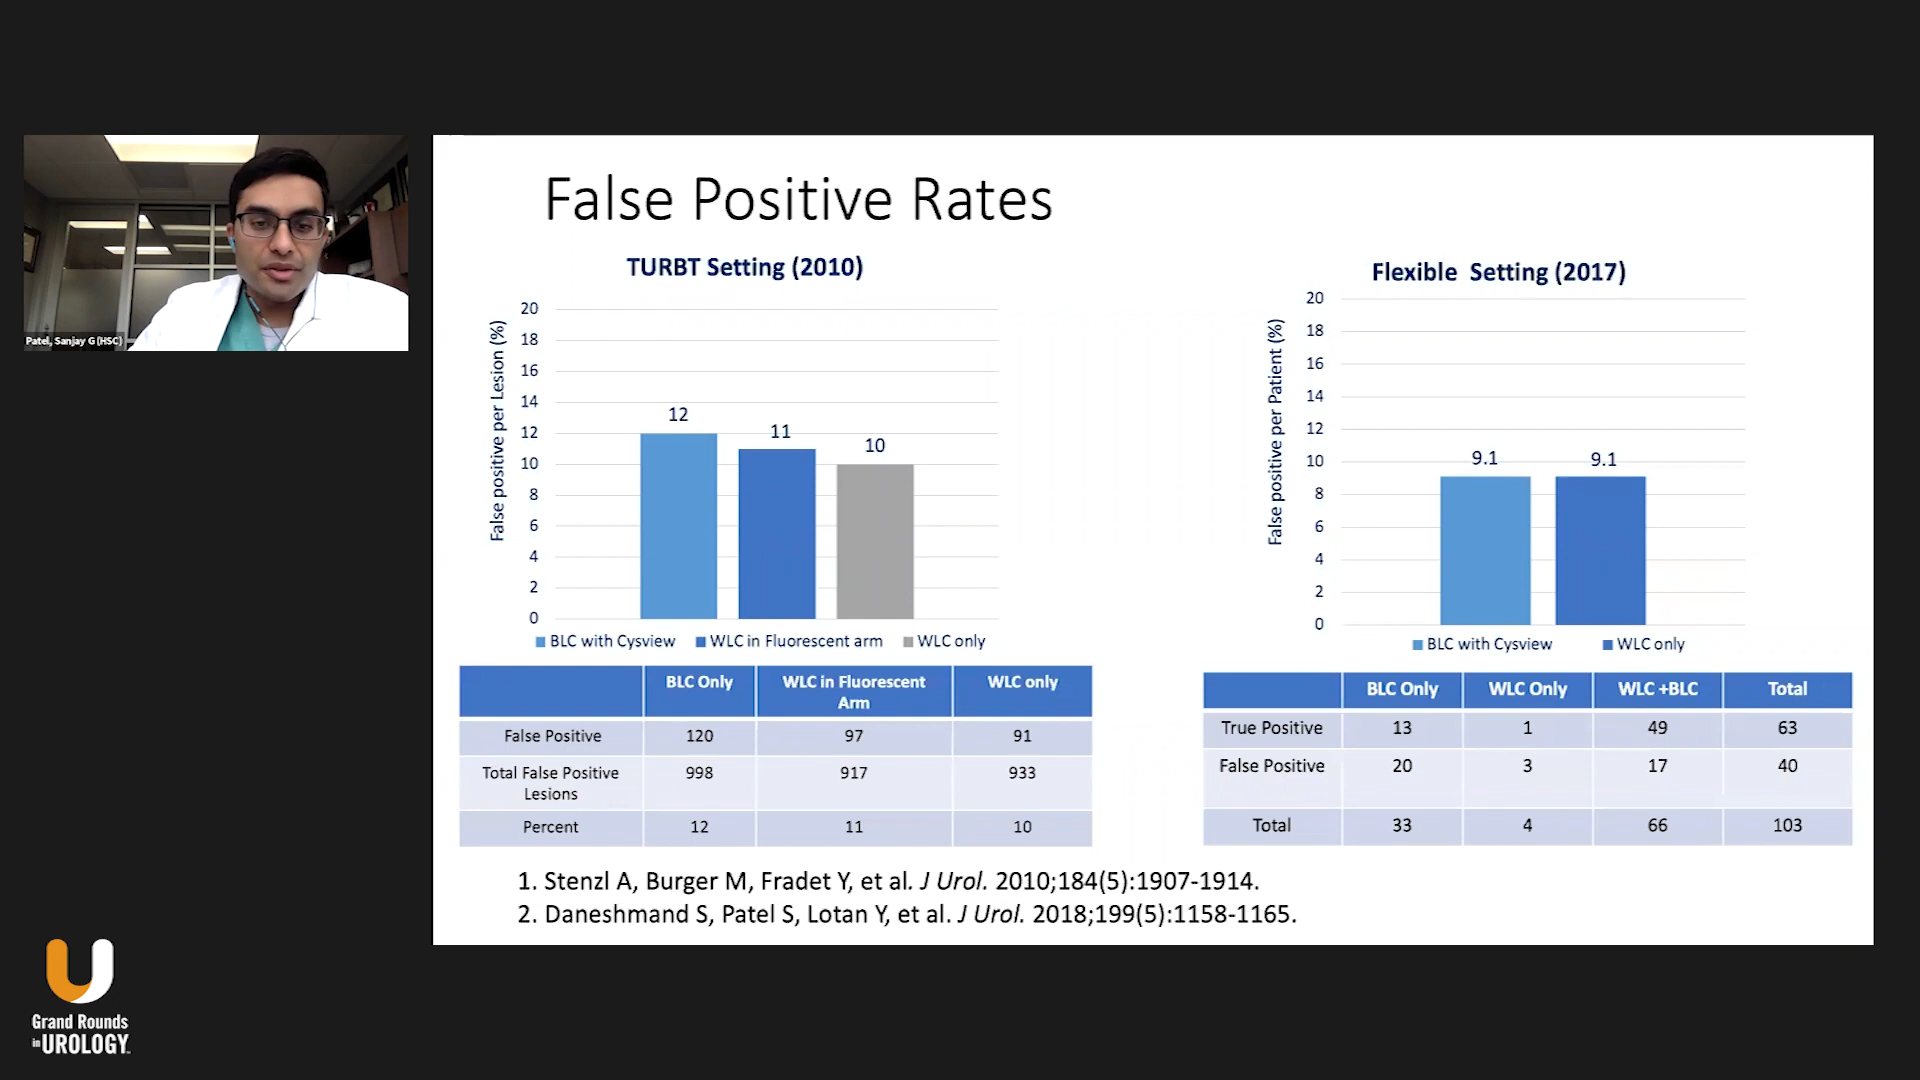 Patel, Sanjay G (HSC)
False Positive Rates
TURBT Setting (2010)
False positive per Lesion (%)
20
18
16
14
12
10
8
6
4
2
0
12
11
10
BLC with Cysview WLC in Fluorescent arm WLC only
BLC Only WLC in Fluorescent WLC only
Arm
False Positive 120 97 91
Total False Positive 998 917 933
Lesions
Percent 12 11 10
Flexible Setting (2017)
False positive per Patient (%)
20
18
16
14
12
10
8
6
4
2
0
9.1
9.1
BLC with Cysview WLC only
BLC Only WLC Only WLC +BLC Total
True Positive 13 1 49 63
False Positive 20 3 17 40
Total 33 4 66 103
1. Stenzl A, Burger M, Fradet Y, et al. J Urol. 2010;184(5):1907-1914.
2. Daneshmand S, Patel S, Lotan Y, et al. J Urol. 2018;199(5):1158-1165.
Grand Rounds
in UROLOGY